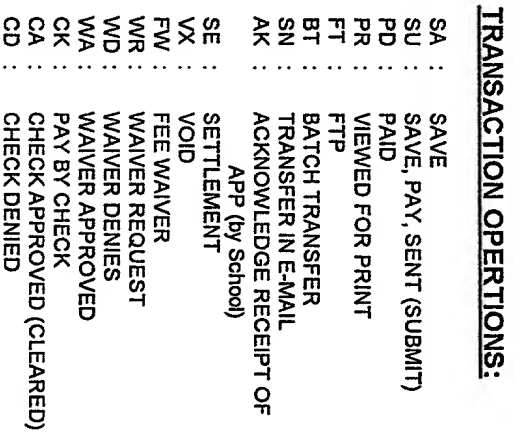 TRANSACTION OPERTIONS:
SA : SAVE
SU : SAVE, PAY, SENT (SUBMIT)
PD : PAID
PR : VIEWED FOR PRINT
FT : FTP
BT : BATCH TRANSFER
SN : TRANSFER IN E-MAIL
AK : ACKNOWLEDGE RECEIPT OF
APP (by School)
SE : SETTLEMENT
VX : VOID
FW : FEE WAIVER
WR : WAIVER REQUEST
WD : WAIVER DENIES
WA : WAIVER APPROVED
CK : PAY BY CHECK
CA : CHECK APPROVED (CLEARED)
CD : CHECK DENIED